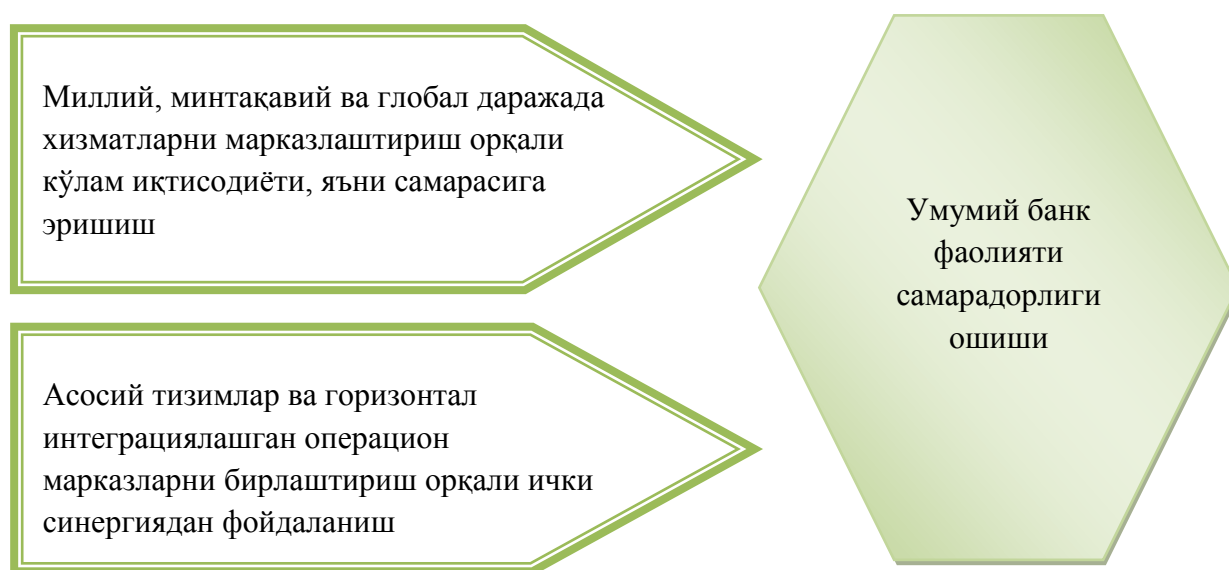 Миллий, минтақавий ва глобал даражада
хизматларни марказлаштириш орқали
кўлам иқтисодиёти, яъни самарасига
эришиш
Асосий тизимлар ва горизонтал
интеграциялашган операцион
марказларни бирлаштириш орқали ички
синергиядан фойдаланиш
Умумий банк
фаолияти
самарадорлиги
ошиши